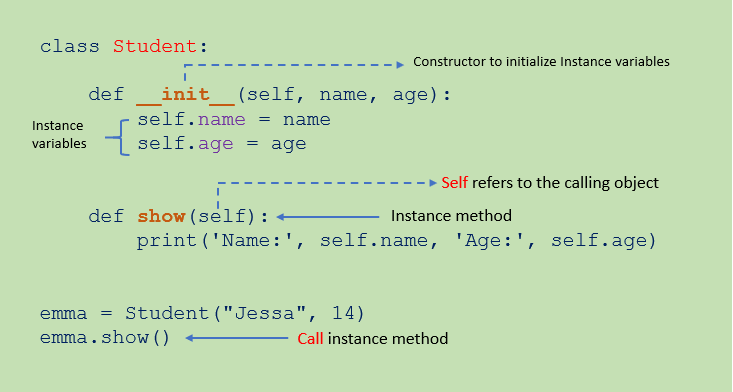 class Student:
Constructor to initialize Instance variables
def __init__(self, name, age):
Instance
variables
self.name = name
self.age = age
Self refers to the calling object
def show(self):
Instance method
print('Name:', self.name, 'Age:', self.age)
emma = Student("Jessa", 14)
emma.show()
Call instance method